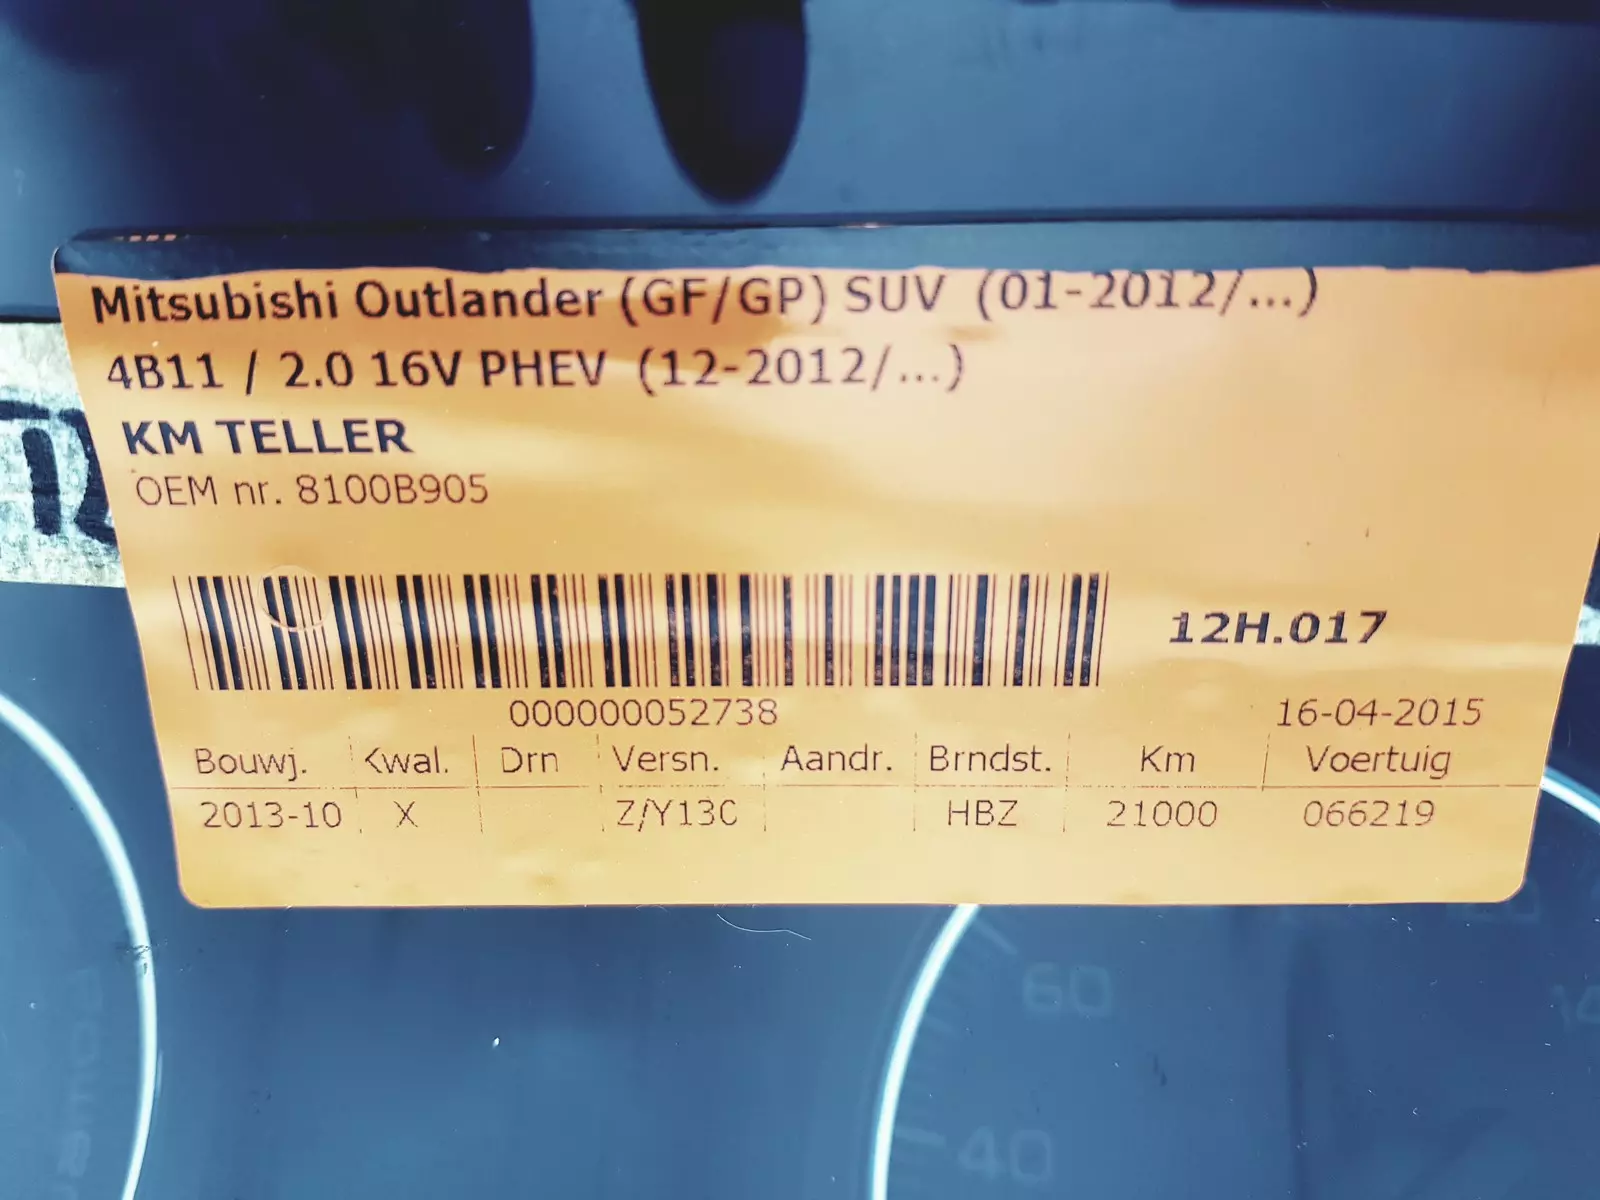 Mitsubishi Outlander (GF/GP) SUV (01-2012/...)
4B11 / 2.0 16V PHEV (12-2012/...)
KM TELLER
OEM nr. 8100B905
12H.017
000000052738
16-04-2015
Bouwj. Kwal. Drn Versn. Aandr. Brndst. Km Voertuig
2013-10 X Z/Y13C HBZ 21000 066219
60
40